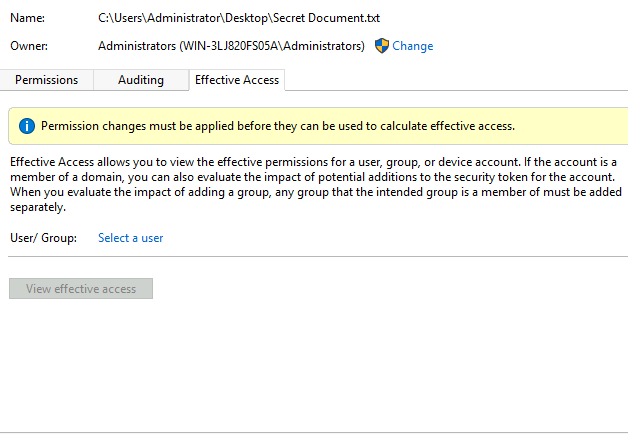 Name: C:\Users\Administrator\Desktop\Secret Document.txt
Owner: Administrators (WIN-3LJ820FS05A\Administrators) Change
Permissions Auditing Effective Access
Permission changes must be applied before they can be used to calculate effective access.
Effective Access allows you to view the effective permissions for a user, group, or device account. If the account is a
member of a domain, you can also evaluate the impact of potential additions to the security token for the account.
When you evaluate the impact of adding a group, any group that the intended group is a member of must be added
separately.
User/ Group: Select a user
View effective access